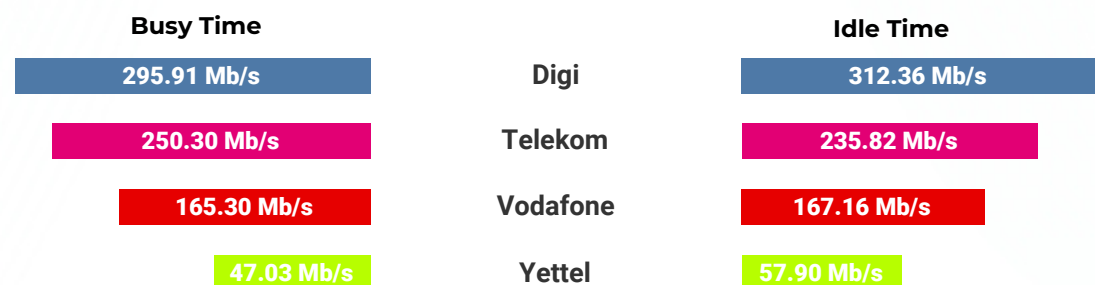 Busy Time Idle Time
295.91 Mb/s Digi 312.36 Mb/s
250.30 Mb/s Telekom 235.82 Mb/s
165.30 Mb/s Vodafone 167.16 Mb/s
47.03 Mb/s Yettel 57.90 Mb/s